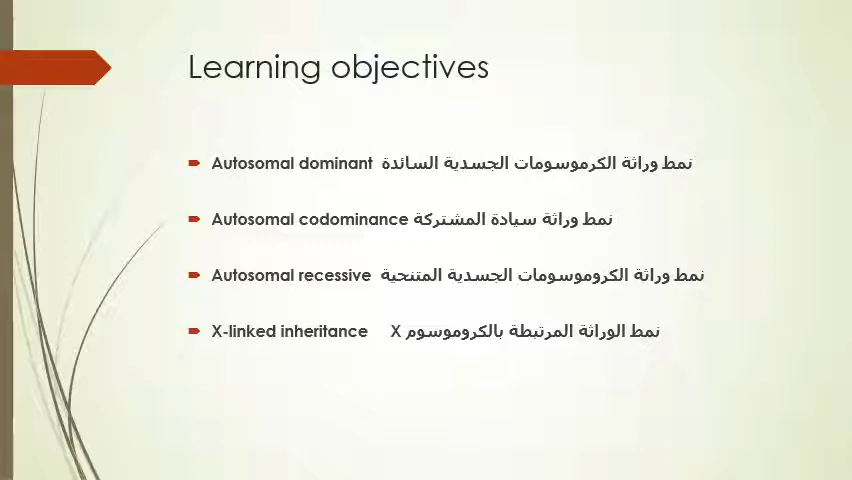 Learning objectives
Autosomal dominant نمط وراثة الكرموسومات الجسدية السائدة
Autosomal codominance نمط وراثة سيادة المشتركة
Autosomal recessive نمط وراثة الكروموسومات الجسدية المتنحية
X-linked inheritance نمط الوراثة المرتبطة بالكروموسوم X